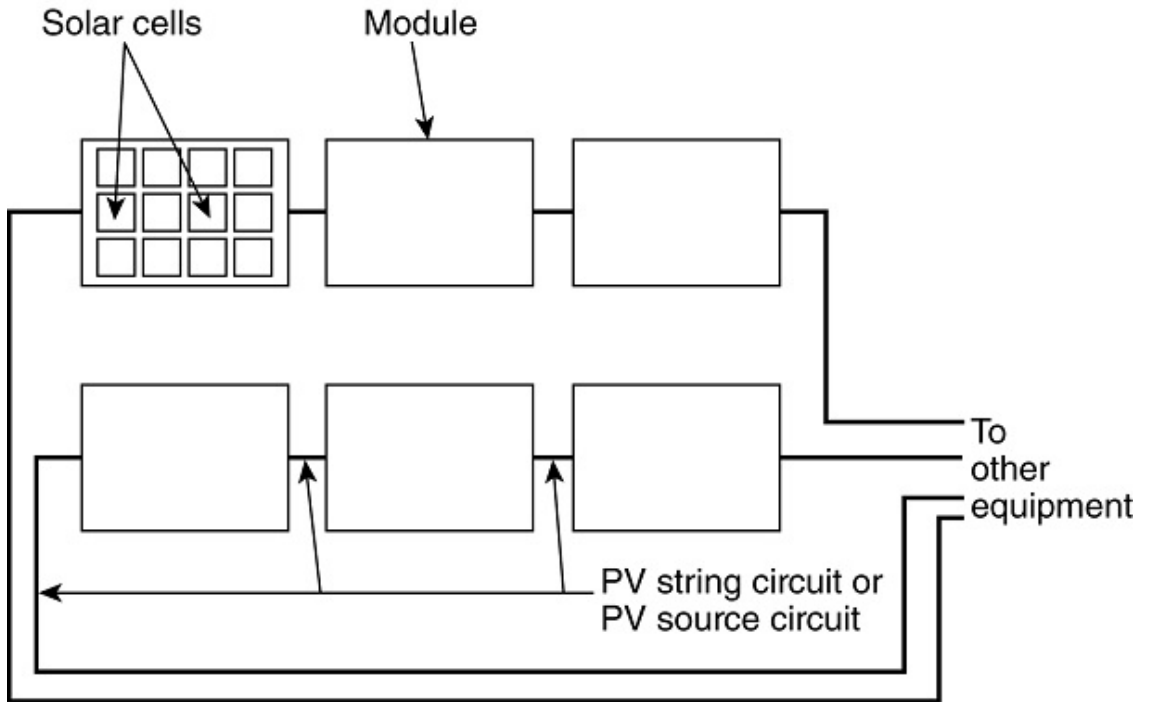 Solar cells
Module
To
other
equipment
PV string circuit or
PV source circuit